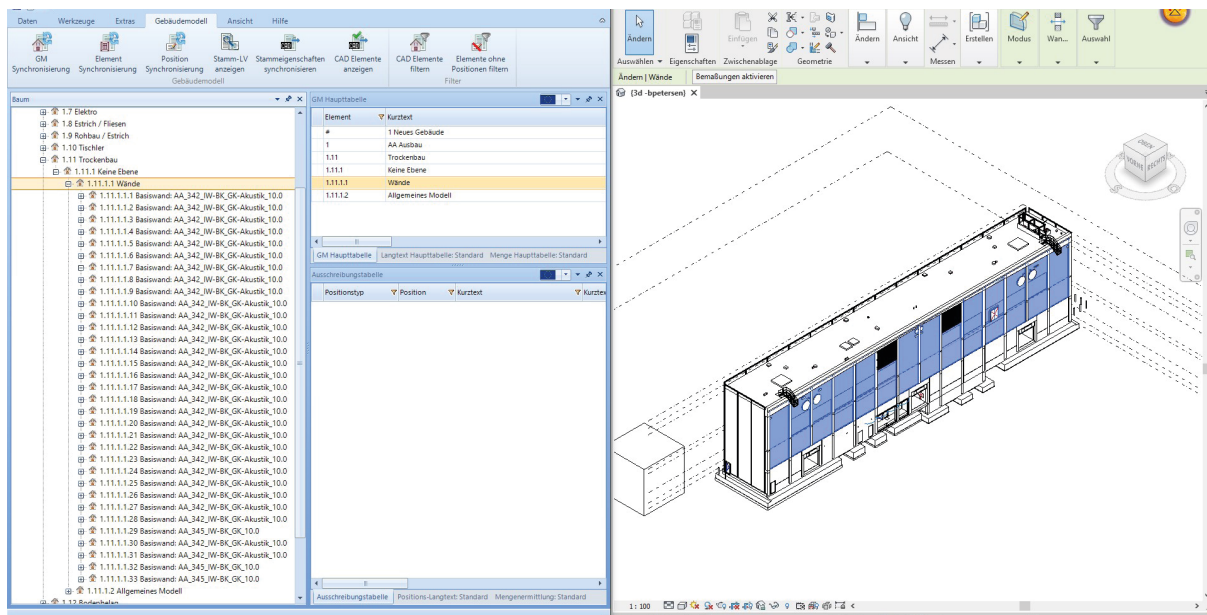 Daten Werkzeuge Extras Gebäudemodell Ansicht Hilfe
GM Synchronisierung
Element Synchronisierung
Position Synchronisierung
Stamm-LV anzeigen
Stammeigenschaften synchronisieren
CAD Elemente anzeigen
CAD Elemente filtern
Elemente ohne Positionen filtern
Gebäudemodell Filter
Baum
1.7 Elektro
1.8 Estrich / Fliesen
1.9 Rohbau / Estrich
1.10 Tischler
1.11 Trockenbau
1.11.1 Keine Ebene
1.11.1.1 Wände
1.11.1.1.1 Basiswand: AA_342_IW-BK_GK-Akustik_10.0
1.11.1.1.2 Basiswand: AA_342_IW-BK_GK-Akustik_10.0
1.11.1.1.3 Basiswand: AA_342_IW-BK_GK-Akustik_10.0
1.11.1.1.4 Basiswand: AA_342_IW-BK_GK-Akustik_10.0
1.11.1.1.5 Basiswand: AA_342_IW-BK_GK-Akustik_10.0
1.11.1.1.6 Basiswand: AA_342_IW-BK_GK-Akustik_10.0
1.11.1.1.7 Basiswand: AA_342_IW-BK_GK-Akustik_10.0
1.11.1.1.8 Basiswand: AA_342_IW-BK_GK-Akustik_10.0
1.11.1.1.9 Basiswand: AA_342_IW-BK_GK-Akustik_10.0
1.11.1.1.10 Basiswand: AA_342_IW-BK_GK-Akustik_10.0
1.11.1.1.11 Basiswand: AA_342_IW-BK_GK-Akustik_10.0
1.11.1.1.12 Basiswand: AA_342_IW-BK_GK-Akustik_10.0
1.11.1.1.13 Basiswand: AA_342_IW-BK_GK-Akustik_10.0
1.11.1.1.14 Basiswand: AA_342_IW-BK_GK-Akustik_10.0
1.11.1.1.15 Basiswand: AA_342_IW-BK_GK-Akustik_10.0
1.11.1.1.16 Basiswand: AA_342_IW-BK_GK-Akustik_10.0
1.11.1.1.17 Basiswand: AA_342_IW-BK_GK-Akustik_10.0
1.11.1.1.18 Basiswand: AA_342_IW-BK_GK-Akustik_10.0
1.11.1.1.19 Basiswand: AA_342_IW-BK_GK-Akustik_10.0
1.11.1.1.20 Basiswand: AA_342_IW-BK_GK-Akustik_10.0
1.11.1.1.21 Basiswand: AA_342_IW-BK_GK-Akustik_10.0
1.11.1.1.22 Basiswand: AA_342_IW-BK_GK-Akustik_10.0
1.11.1.1.23 Basiswand: AA_342_IW-BK_GK-Akustik_10.0
1.11.1.1.24 Basiswand: AA_342_IW-BK_GK-Akustik_10.0
1.11.1.1.25 Basiswand: AA_342_IW-BK_GK-Akustik_10.0
1.11.1.1.26 Basiswand: AA_342_IW-BK_GK-Akustik_10.0
1.11.1.1.27 Basiswand: AA_342_IW-BK_GK-Akustik_10.0
1.11.1.1.28 Basiswand: AA_342_IW-BK_GK-Akustik_10.0
1.11.1.1.29 Basiswand: AA_345_IW-BK_GK_10.0
1.11.1.1.30 Basiswand: AA_342_IW-BK_GK-Akustik_10.0
1.11.1.1.31 Basiswand: AA_342_IW-BK_GK-Akustik_10.0
1.11.1.1.32 Basiswand: AA_345_IW-BK_GK_10.0
1.11.1.1.33 Basiswand: AA_345_IW-BK_GK_10.0
1.11.1.2 Allgemeines Modell
1.12 Bodenbelag
GM Haupttabelle
Element Kurztext
# 1 Neues Gebäude
1 AA Ausbau
1.11 Trockenbau
1.11.1 Keine Ebene
1.11.1.1 Wände
1.11.1.2 Allgemeines Modell
GM Haupttabelle Langtext Haupttabelle: Standard Menge Haupttabelle: Standard
Ausschreibungstabelle
Positionstyp Position Kurztext Kurztex
Ausschreibungstabelle Positions-Langtext: Standard Mengenermittlung: Standard
Ändern Einfügen Ändern Ansicht Erstellen Modus Wan... Auswahl
Auswählen Eigenschaften Zwischenablage Geometrie Messen
Ändern | Wände Bemaßungen aktivieren
{3d -bpetersen}
OBEN
VORNE RECHTS
1 : 100